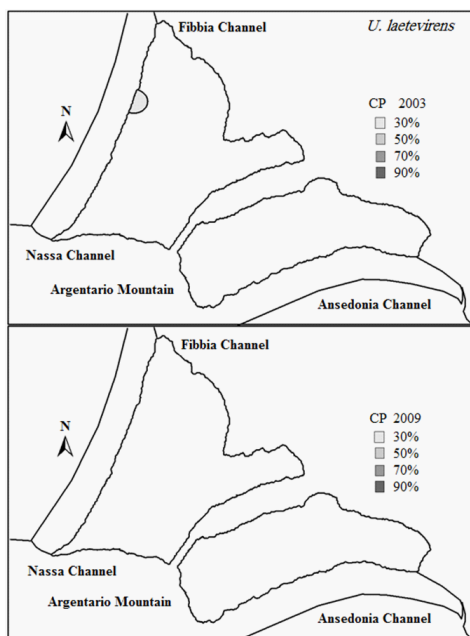 Fibbia Channel
U. laetevirens
CP 2003
30%
50%
70%
90%
N
Nassa Channel
Argentario Mountain
Ansedonia Channel
Fibbia Channel
CP 2009
30%
50%
70%
90%
N
Nassa Channel
Argentario Mountain
Ansedonia Channel